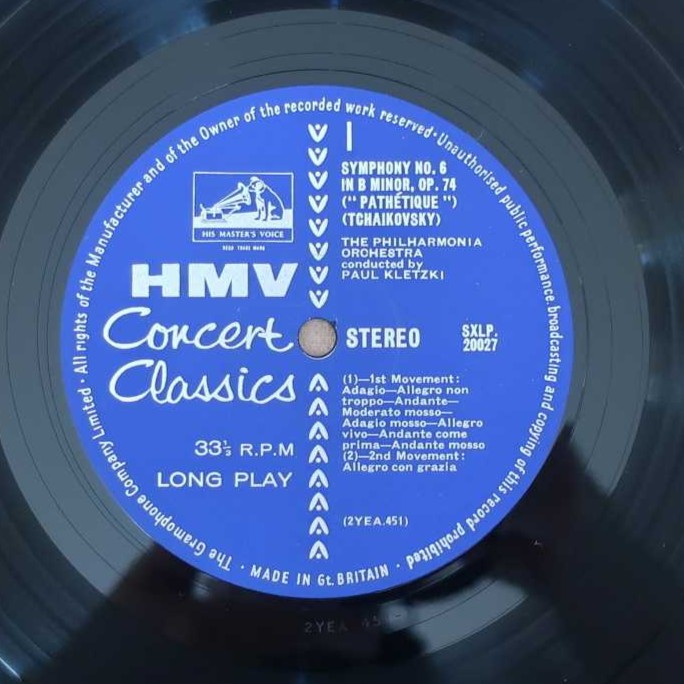 The Gramophone Company Limited · All rights of the Manufacturer and of the Owner of the recorded work reserved · Unauthorised public performance, broadcasting and copying of this record prohibited ·
MADE IN Gt. BRITAIN
HIS MASTER'S VOICE
REGD TRADE MARK
HMV
Concert
Classics
33⅓ R.P.M
LONG PLAY
1
SYMPHONY NO. 6
IN B MINOR, OP. 74
(" PATHÉTIQUE ")
(TCHAIKOVSKY)
THE PHILHARMONIA
ORCHESTRA
conducted by
PAUL KLETZKI
STEREO
SXLP.
20027
(1)—1st Movement:
Adagio—Allegro non
troppo—Andante—
Moderato mosso—
Adagio mosso—Allegro
vivo—Andante come
prima—Andante mosso
(2)—2nd Movement:
Allegro con grazia
(2YEA.451)
2YEA